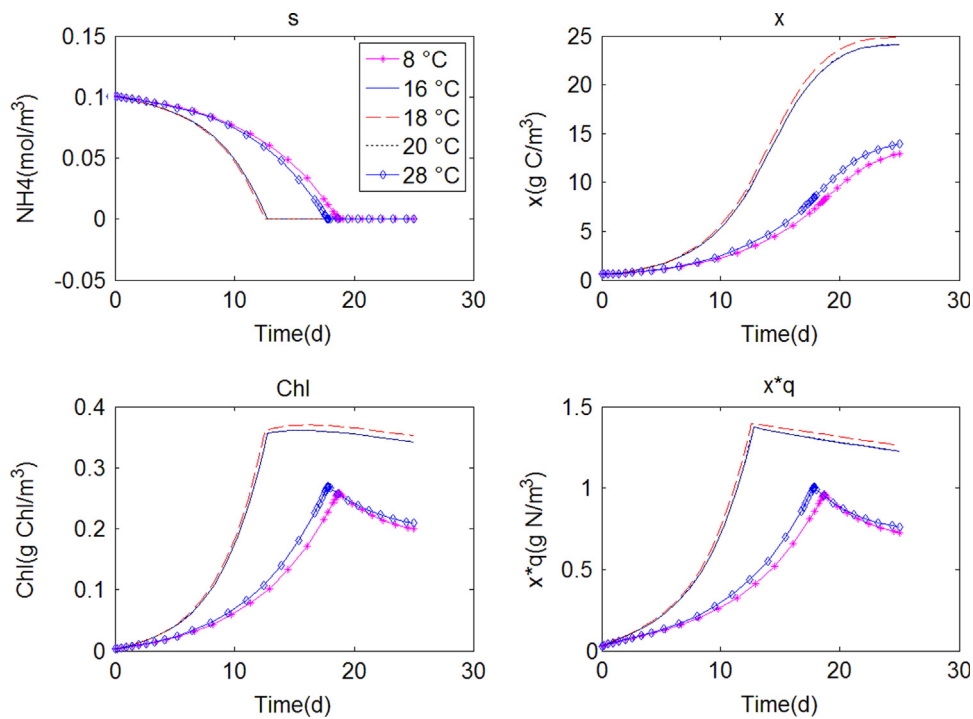 s
0.15
0.1
0.05
0
-0.05
NH4(mol/m³)
0 10 20 30
Time(d)
8 °C
16 °C
18 °C
20 °C
28 °C
x
25
20
15
10
5
0
x(g C/m³)
0 10 20 30
Time(d)
Chl
0.4
0.3
0.2
0.1
0
Chl(g Chl/m³)
0 10 20 30
Time(d)
x*q
1.5
1
0.5
0
x*q(g N/m³)
0 10 20 30
Time(d)